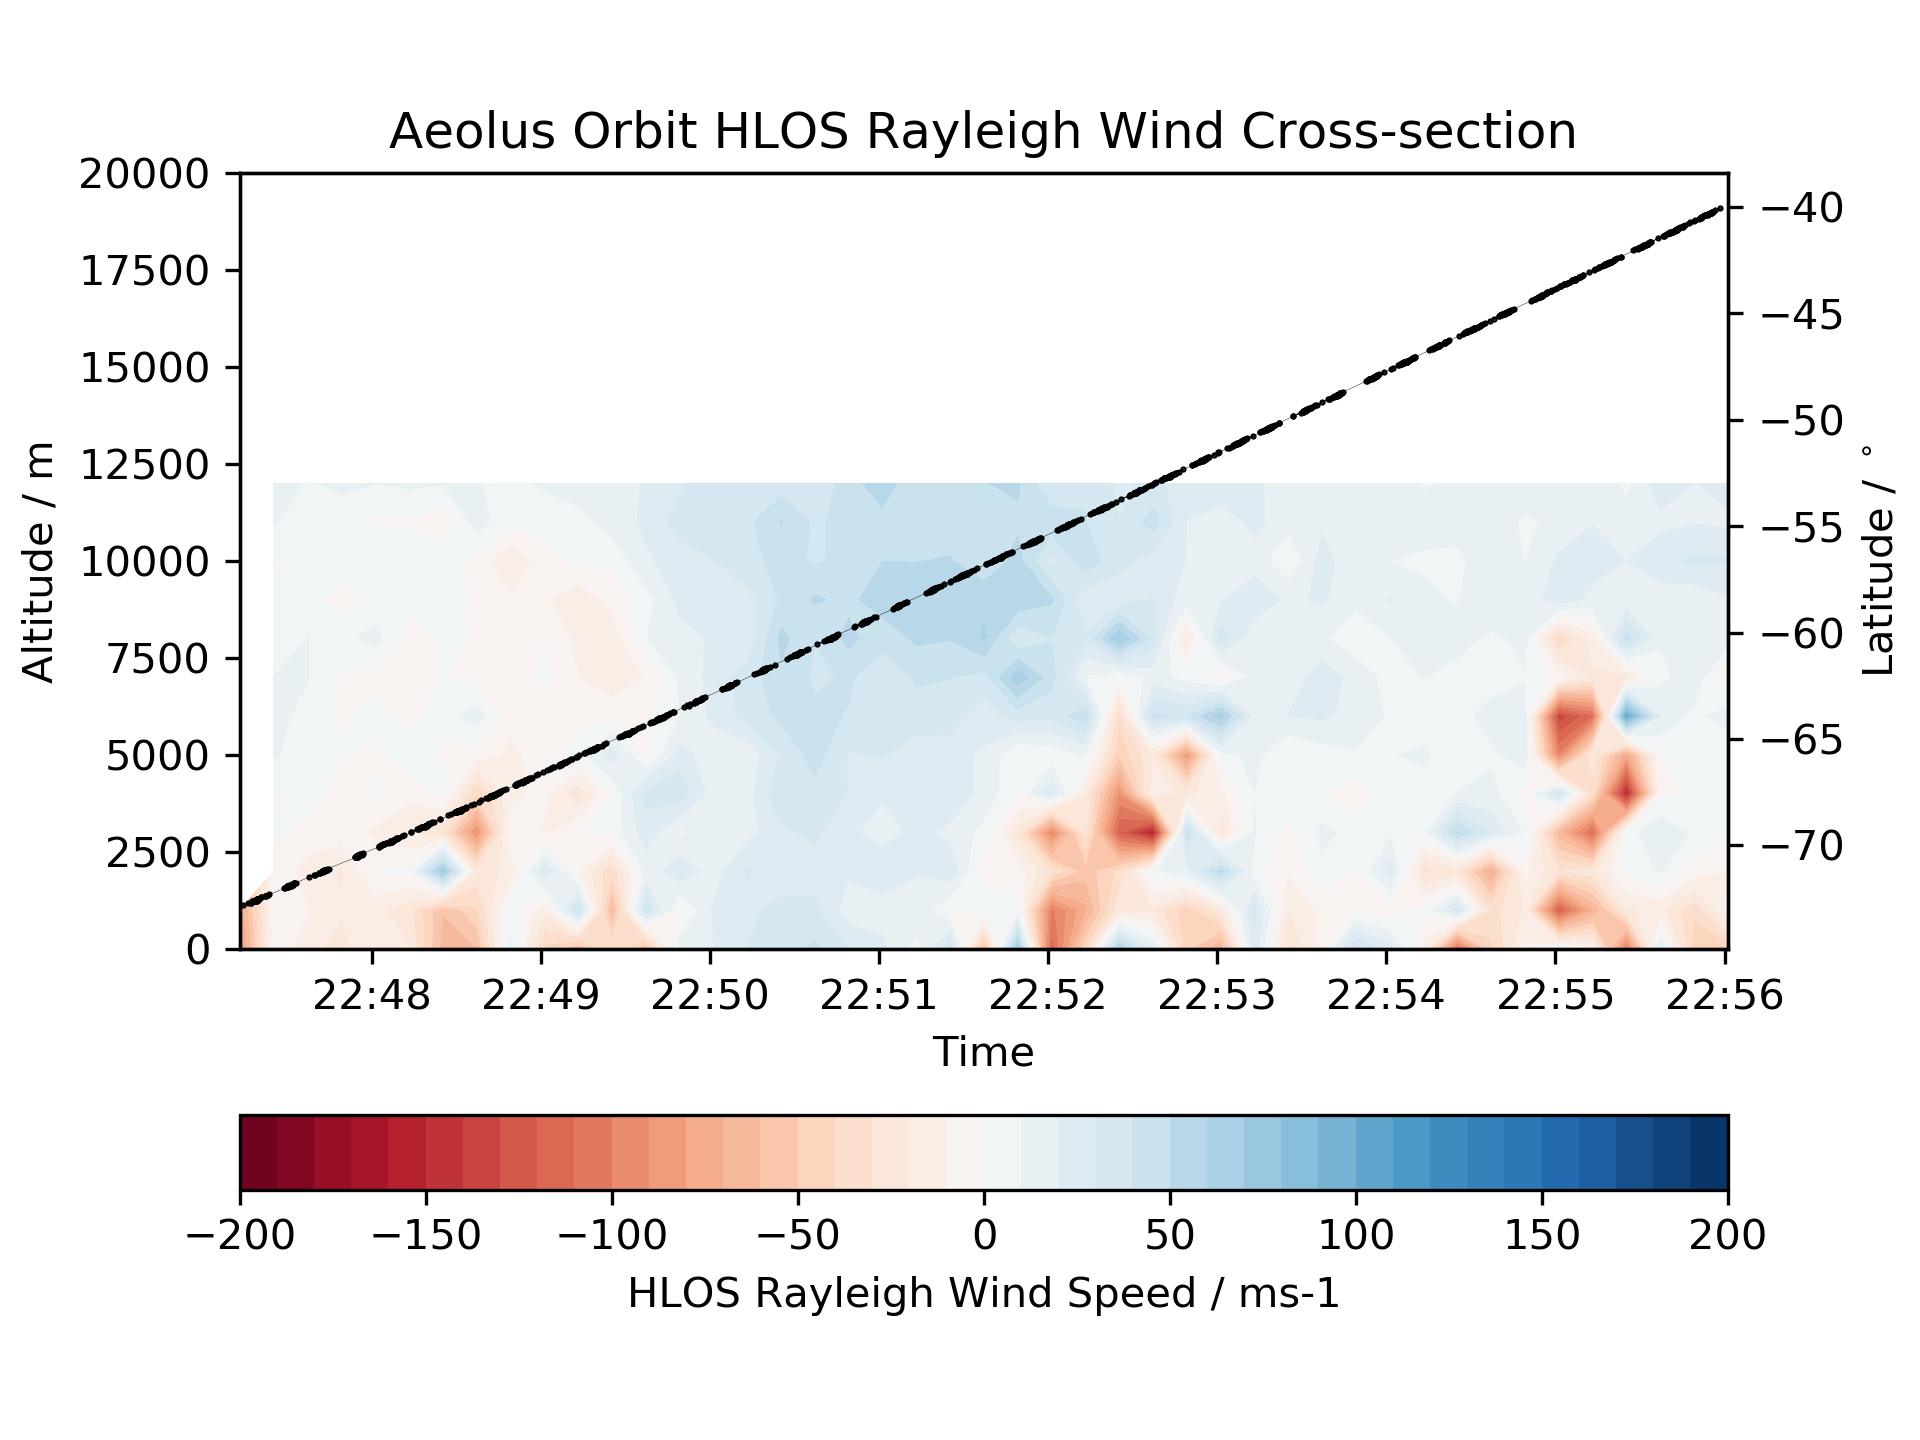 Aeolus Orbit HLOS Rayleigh Wind Cross-section
20000
17500
15000
12500
10000
7500
5000
2500
0
Altitude / m
−40
−45
−50
−55
−60
−65
−70
Latitude / °
22:48 22:49 22:50 22:51 22:52 22:53 22:54 22:55 22:56
Time
−200 −150 −100 −50 0 50 100 150 200
HLOS Rayleigh Wind Speed / ms-1